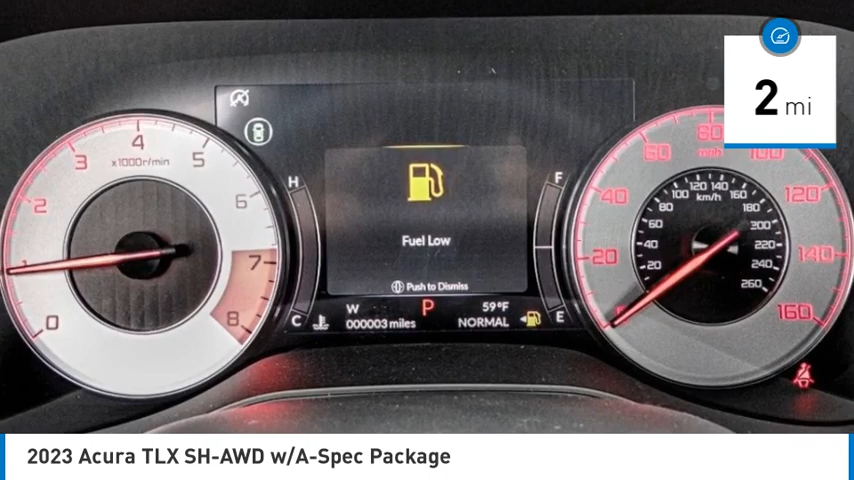 2 mi
H
F
Fuel Low
Push to Dismiss
C
W
000003 miles
P
59°F
NORMAL
E
0
1
2
3
4
5
6
7
8
x1000r/min
20
40
60
80
100
120
140
160
mph
20
40
60
80
100
120
140
160
180
200
220
240
260
km/h
2023 Acura TLX SH-AWD w/A-Spec Package